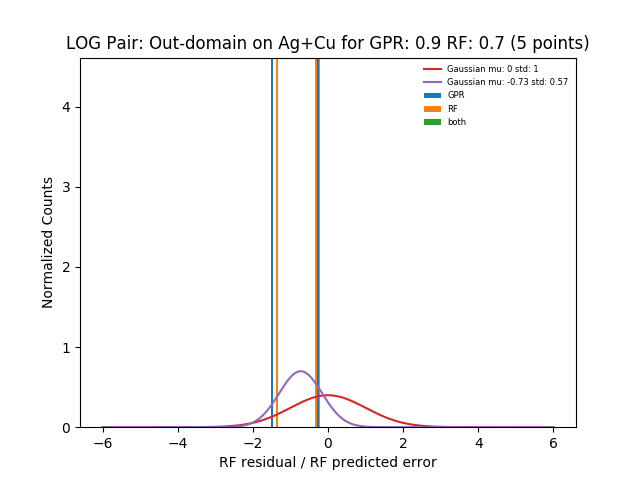 LOG Pair: Out-domain on Ag+Cu for GPR: 0.9 RF: 0.7 (5 points)
Gaussian mu: 0 std: 1
Gaussian mu: -0.73 std: 0.57
GPR
RF
both
Normalized Counts
4
3
2
1
0
−6
−4
−2
0
2
4
6
RF residual / RF predicted error